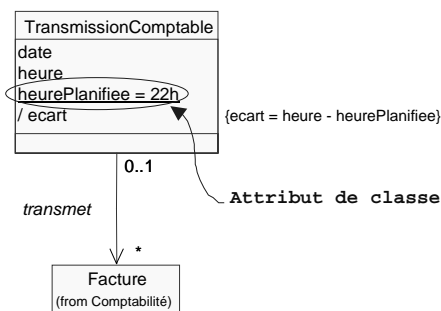 TransmissionComptable
date
heure
heurePlanifiee = 22h
/ ecart
{ecart = heure - heurePlanifiee}
0..1
Attribut de classe
transmet
*
Facture
(from Comptabilité)